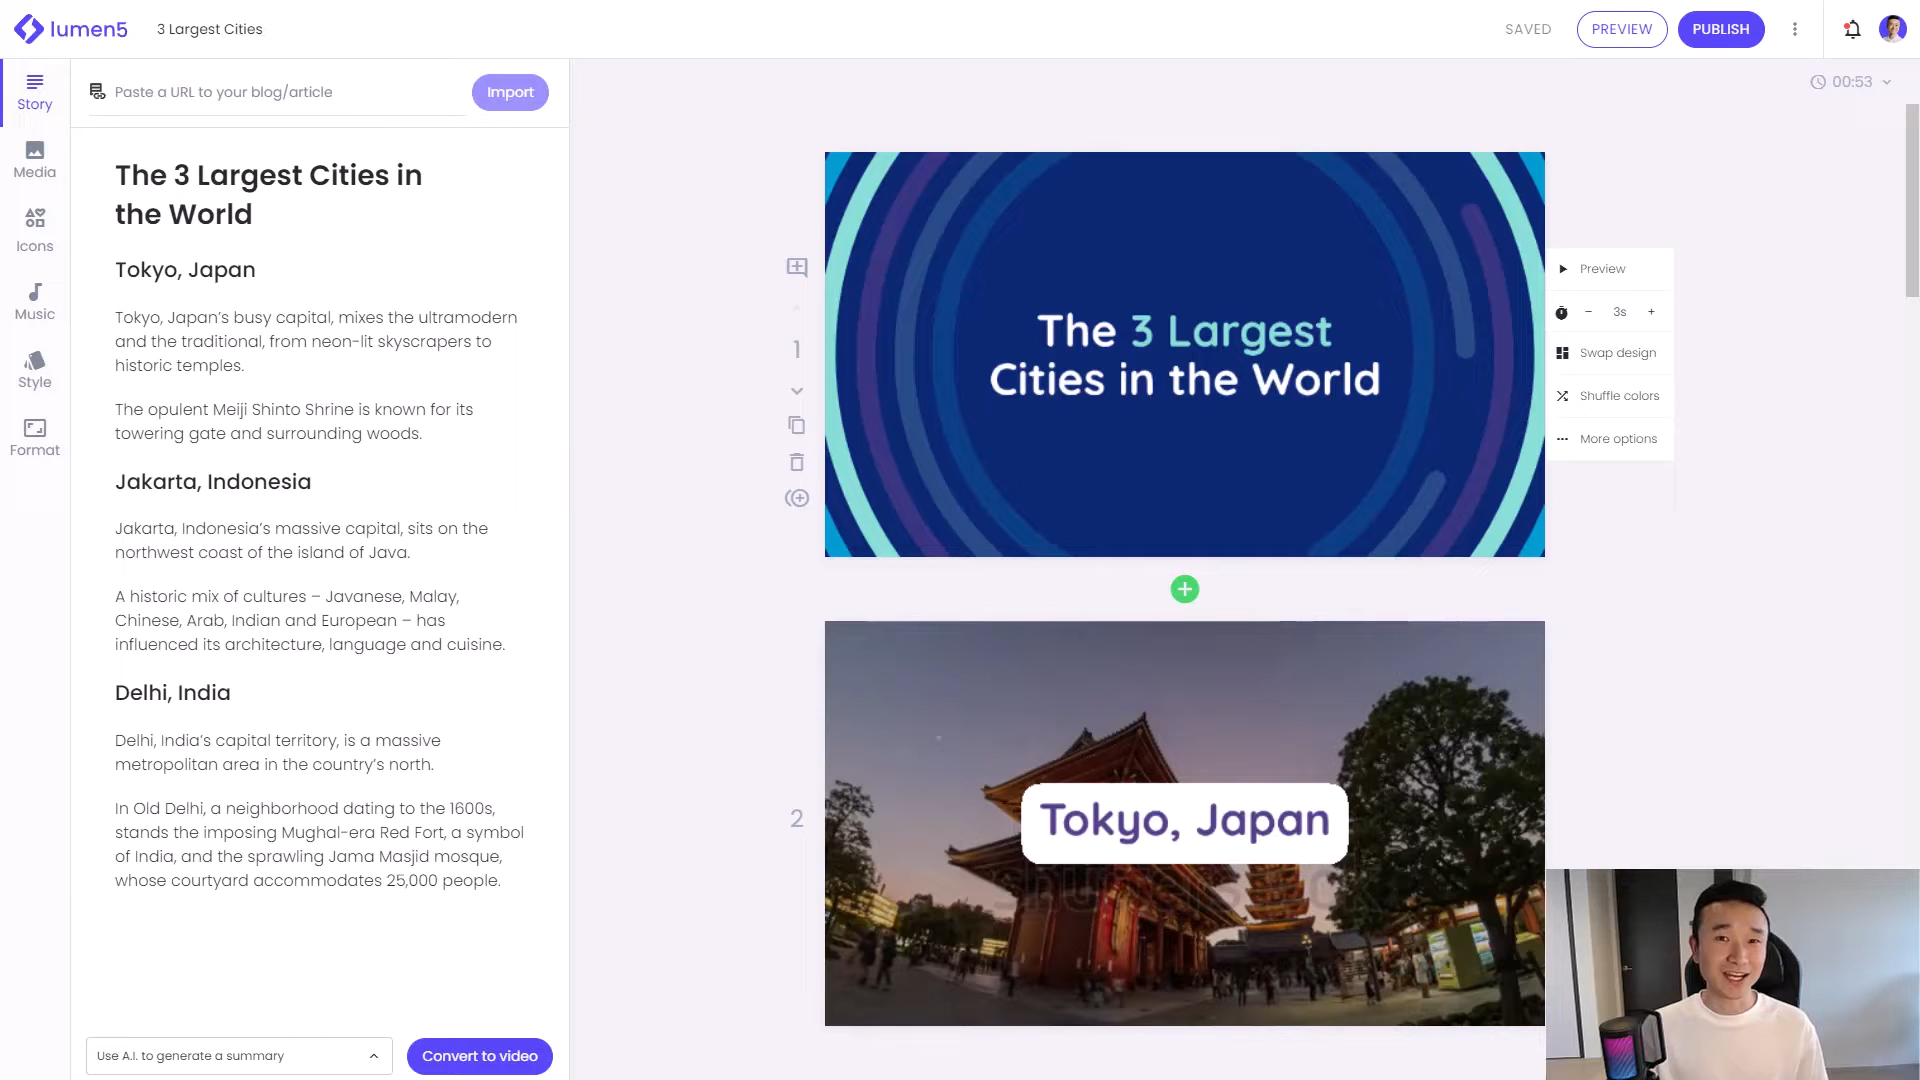 lumen5
3 Largest Cities
SAVED
PREVIEW
PUBLISH
Story
Media
Icons
Music
Style
Format
Paste a URL to your blog/article
Import
The 3 Largest Cities in
the World
Tokyo, Japan
Tokyo, Japan’s busy capital, mixes the ultramodern
and the traditional, from neon-lit skyscrapers to
historic temples.
The opulent Meiji Shinto Shrine is known for its
towering gate and surrounding woods.
Jakarta, Indonesia
Jakarta, Indonesia’s massive capital, sits on the
northwest coast of the island of Java.
A historic mix of cultures – Javanese, Malay,
Chinese, Arab, Indian and European – has
influenced its architecture, language and cuisine.
Delhi, India
Delhi, India’s capital territory, is a massive
metropolitan area in the country’s north.
In Old Delhi, a neighborhood dating to the 1600s,
stands the imposing Mughal-era Red Fort, a symbol
of India, and the sprawling Jama Masjid mosque,
whose courtyard accommodates 25,000 people.
Use A.I. to generate a summary
Convert to video
00:53
1
The 3 Largest
Cities in the World
Preview
− 3s +
Swap design
Shuffle colors
More options
2
Tokyo, Japan